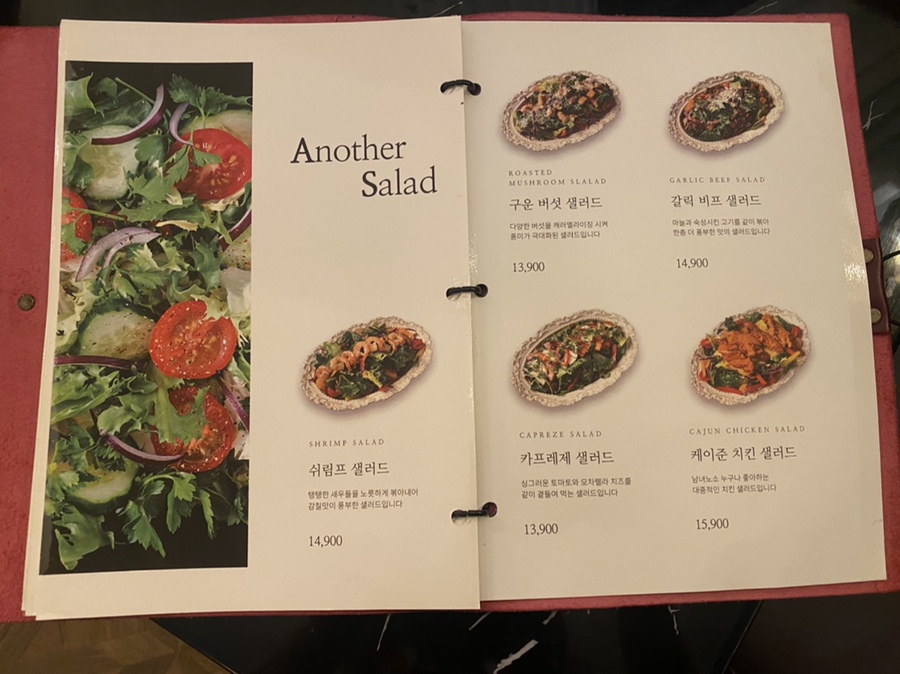 Another
Salad
SHRIMP SALAD
쉬림프 샐러드
탱탱한 새우들을 노릇하게 볶아내어
감칠맛이 풍부한 샐러드입니다
14,900
ROASTED
MUSHROOM SLALAD
구운 버섯 샐러드
다양한 버섯을 캐러멜라이징 시켜
풍미가 극대화된 샐러드입니다
13,900
GARLIC BEEF SALAD
갈릭 비프 샐러드
마늘과 숙성시킨 고기를 같이 볶아
한층 더 풍부한 맛의 샐러드입니다
14,900
CAPREZE SALAD
카프레제 샐러드
싱그러운 토마토와 모차렐라 치즈를
같이 곁들여 먹는 샐러드입니다
13,900
CAJUN CHICKEN SALAD
케이준 치킨 샐러드
남녀노소 누구나 좋아하는
대중적인 치킨 샐러드입니다
15,900